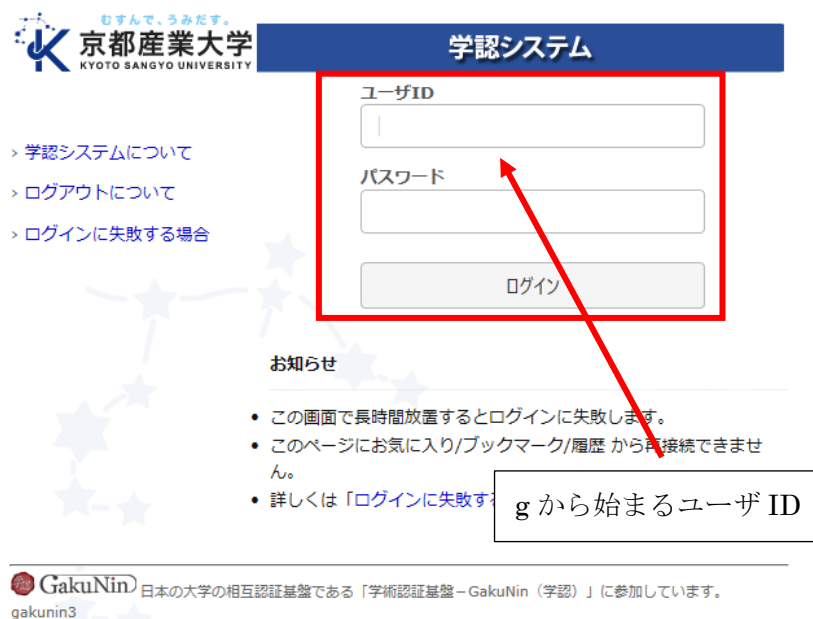 むすんで、うみだす。
京都産業大学
KYOTO SANGYO UNIVERSITY
学認システム
ユーザID
パスワード
ログイン
> 学認システムについて
> ログアウトについて
> ログインに失敗する場合
お知らせ
• この画面で長時間放置するとログインに失敗します。
• このページにお気に入り/ブックマーク/履歴 から再接続できませ
ん。
• 詳しくは「ログインに失敗す
g から始まるユーザ ID
GakuNin 日本の大学の相互認証基盤である「学術認証基盤－GakuNin（学認）」に参加しています。
gakunin3